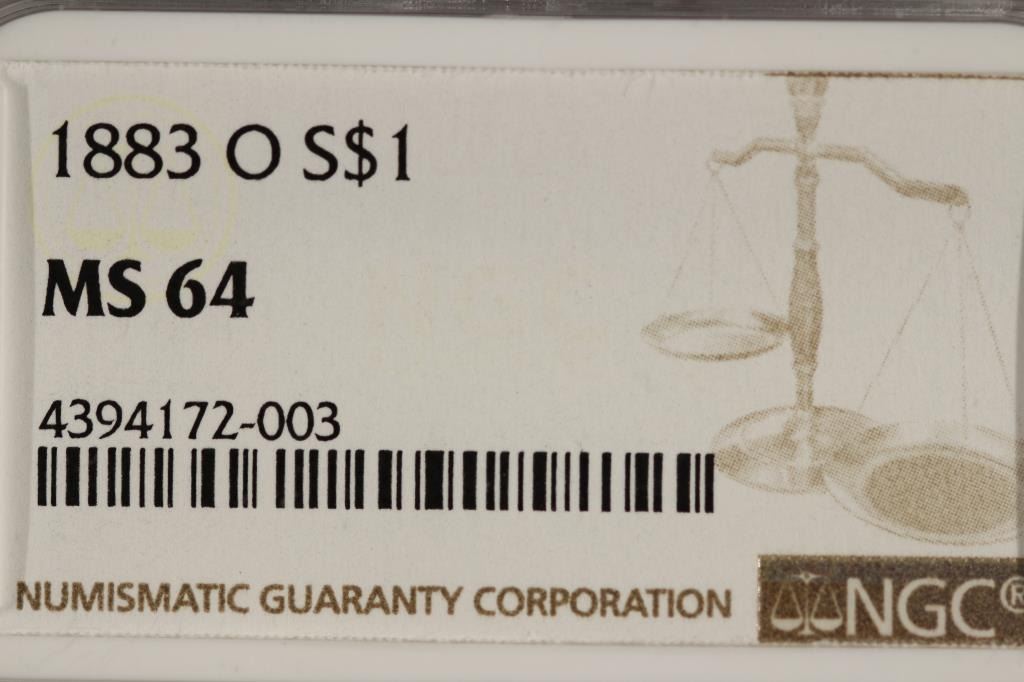 1883 O S$1
MS 64
4394172-003
NUMISMATIC GUARANTY CORPORATION
NGC®